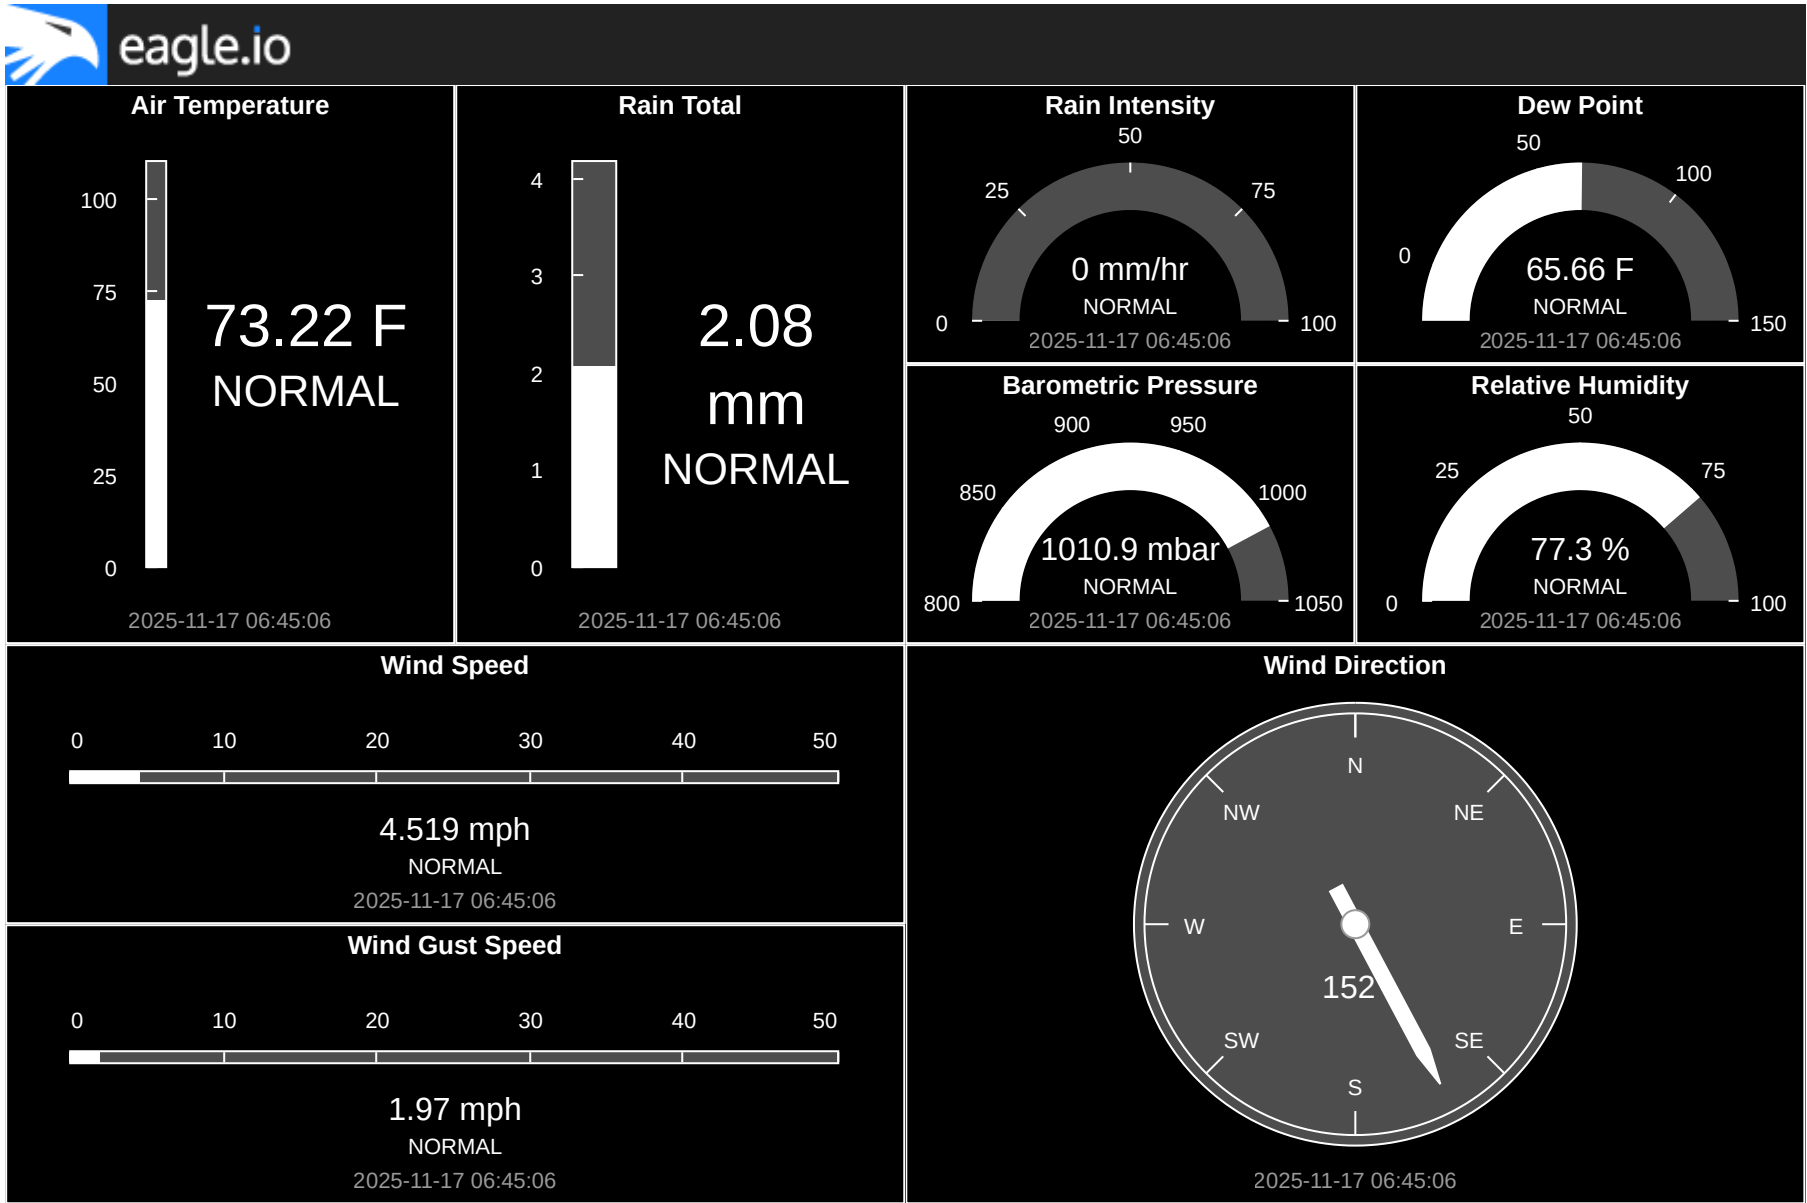 eagle.io
Air Temperature
100
75
50
25
0
73.22 F
NORMAL
2025-11-17 06:45:06
Rain Total
4
3
2
1
0
2.08
mm
NORMAL
2025-11-17 06:45:06
Rain Intensity
0
25
50
75
100
0 mm/hr
NORMAL
2025-11-17 06:45:06
Dew Point
0
50
100
150
65.66 F
NORMAL
2025-11-17 06:45:06
Barometric Pressure
800
850
900
950
1000
1050
1010.9 mbar
NORMAL
2025-11-17 06:45:06
Relative Humidity
0
25
50
75
100
77.3 %
NORMAL
2025-11-17 06:45:06
Wind Speed
0 10 20 30 40 50
4.519 mph
NORMAL
2025-11-17 06:45:06
Wind Gust Speed
0 10 20 30 40 50
1.97 mph
NORMAL
2025-11-17 06:45:06
Wind Direction
N
NW NE
W E
152
SW SE
S
2025-11-17 06:45:06